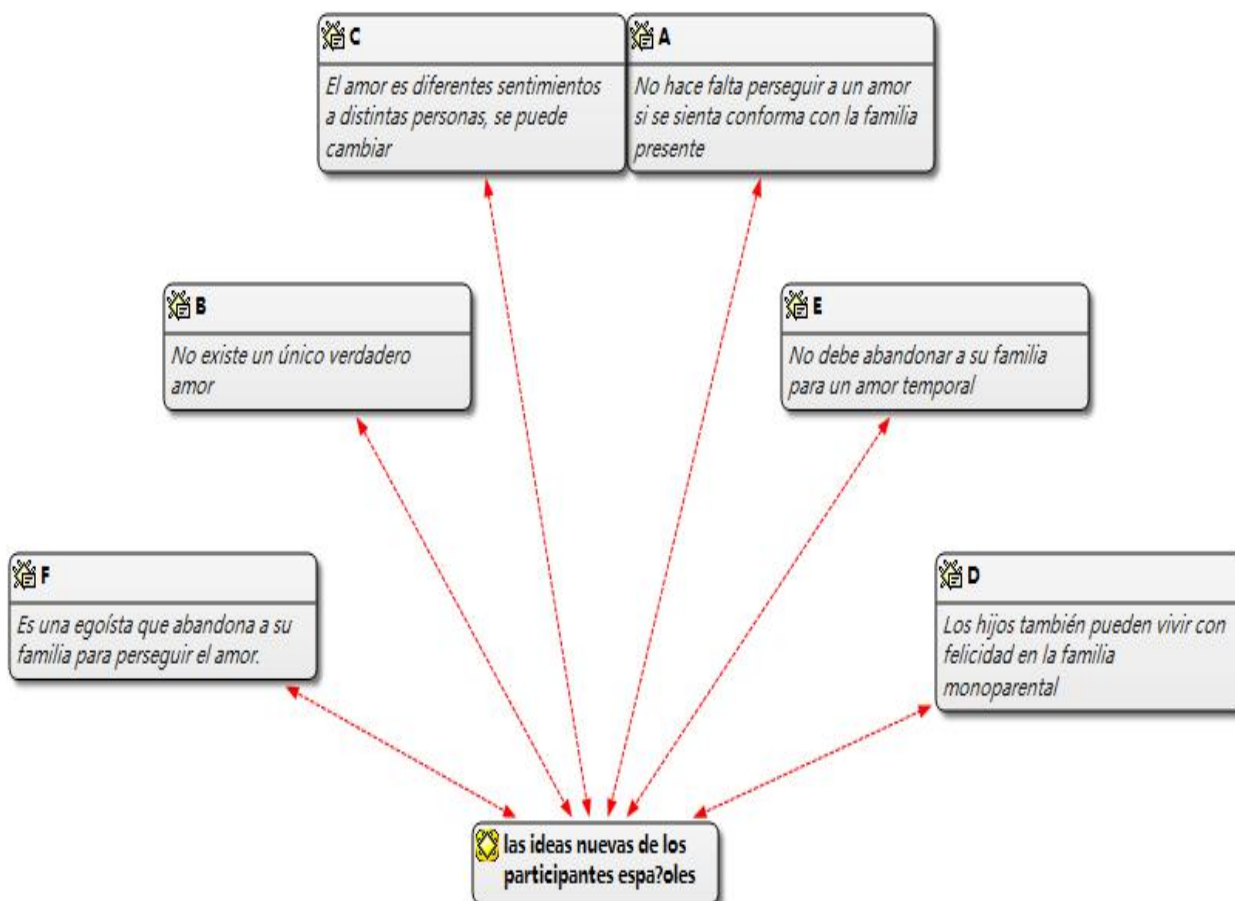 C
El amor es diferentes sentimientos
a distintas personas, se puede
cambiar
A
No hace falta perseguir a un amor
si se sienta conforma con la familia
presente
B
No existe un único verdadero
amor
E
No debe abandonar a su familia
para un amor temporal
F
Es una egoísta que abandona a su
familia para perseguir el amor.
D
Los hijos también pueden vivir con
felicidad en la familia
monoparental
las ideas nuevas de los
participantes espa?oles